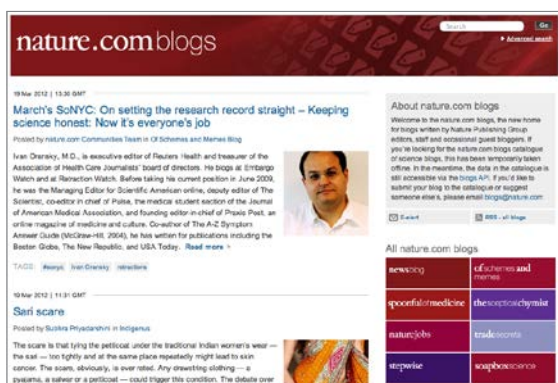 nature.com blogs
Search
Go
Advanced search
19 Mar 2012 | 13:30 GMT
March's SoNYC: On setting the research record straight – Keeping
science honest: Now it's everyone's job
Posted by nature.com Communities Team in Of Schemes and Memes Blog
Ivan Oransky, M.D., is executive editor of Reuters Health and treasurer of the
Association of Health Care Journalists' board of directors. He blogs at Embargo
Watch and at Retraction Watch. Before taking his current position in June 2009,
he was the Managing Editor for Scientific American online, deputy editor of The
Scientist, co-editor in chief of Pulse, the medical student section of the Journal
of American Medical Association, and founding editor-in-chief of Praxis Post, an
online magazine of medicine and culture. Co-author of The A-Z Symptom
Answer Guide (McGraw-Hill, 2004), he has written for publications including the
Boston Globe, The New Republic, and USA Today. Read more »
TAGS: #sonyc Ivan Oransky retractions
19 Mar 2012 | 11:31 GMT
Sari scare
Posted by Subhra Priyadarshini in Indigenus
The scare is that tying the petticoat under the traditional Indian women's wear —
the sari — too tightly and at the same place repeatedly might lead to skin
cancer. The scare, obviously, is over rated. Any drawstring clothing — a
pyjama, a salwar or a petticoat — could trigger this condition. The debate over
About nature.com blogs
Welcome to the nature.com blogs, the new home
for blogs written by Nature Publishing Group
editors, staff and occasional guest bloggers. If
you're looking for the nature.com blogs catalogue
of science blogs, this has been temporarily taken
offline. In the meantime, the data in the catalogue is
still accessible via the blogs API. If you'd like to
submit your blog to the catalogue or suggest
someone else's, please email blogs@nature.com
E-alert
RSS - all blogs
All nature.com blogs
newsblog
of schemes and
memes
spoonful of medicine
the sceptical chymist
naturejobs
trade secrets
stepwise
soapbox science